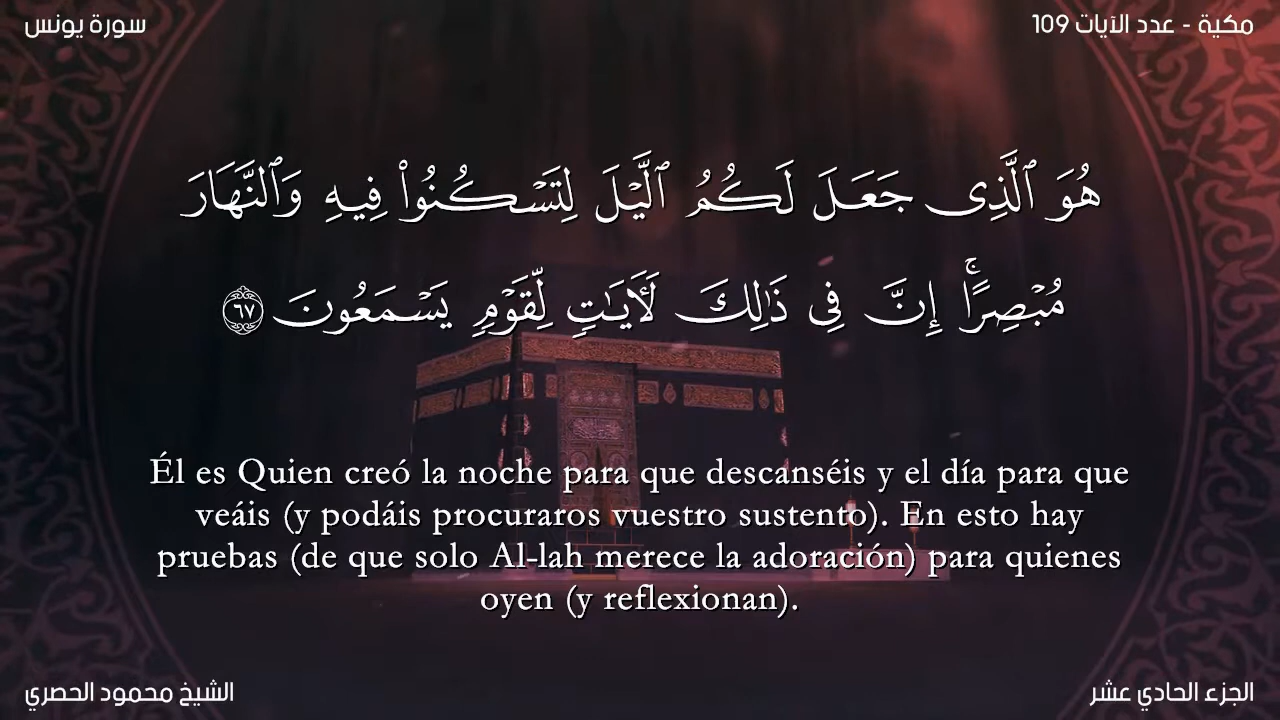 مكية - عدد الآيات 109
سورة يونس
هُوَ ٱلَّذِى جَعَلَ لَكُمُ ٱلَّيْلَ لِتَسْكُنُوا۟ فِيهِ وَٱلنَّهَارَ
مُبْصِرًا ۚ إِنَّ فِى ذَٰلِكَ لَـَٔايَـٰتٍ لِّقَوْمٍ يَسْمَعُونَ ٦٧
Él es Quien creó la noche para que descanséis y el día para que
veáis (y podáis procuraros vuestro sustento). En esto hay
pruebas (de que solo Al-lah merece la adoración) para quienes
oyen (y reflexionan).
الجزء الحادي عشر
الشيخ محمود الحصري